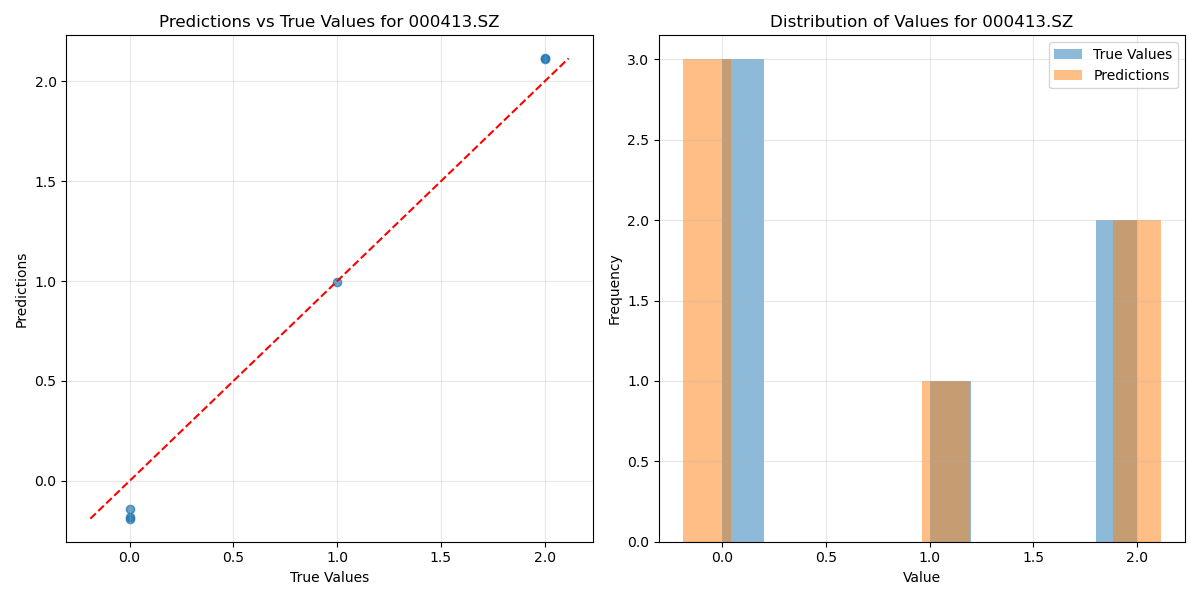 Predictions vs True Values for 000413.SZ
2.0
1.5
1.0
0.5
0.0
Predictions
0.0 0.5 1.0 1.5 2.0
True Values
Distribution of Values for 000413.SZ
True Values
Predictions
3.0
2.5
2.0
1.5
1.0
0.5
0.0
Frequency
0.0 0.5 1.0 1.5 2.0
Value